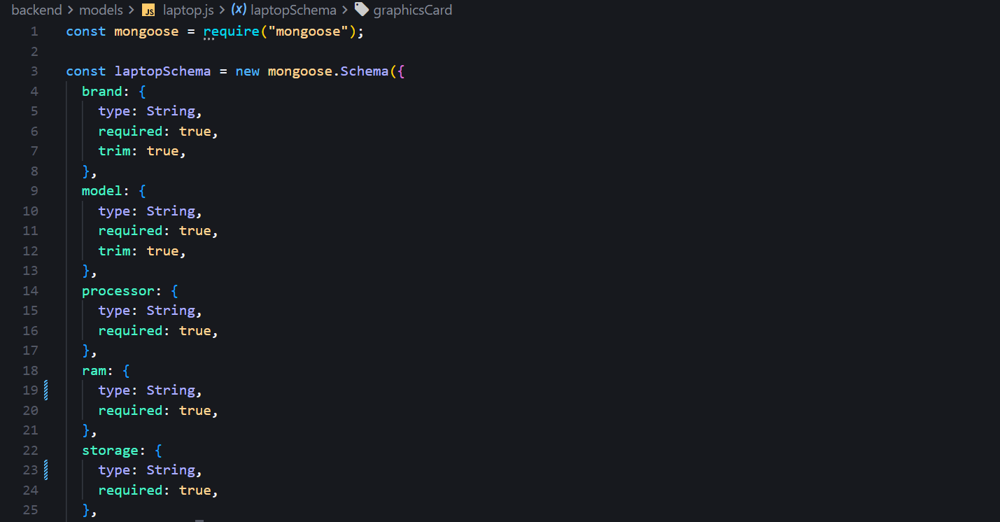 backend > models > JS laptop.js > (x) laptopSchema > graphicsCard
1 const mongoose = require("mongoose");
2
3 const laptopSchema = new mongoose.Schema({
4 brand: {
5 type: String,
6 required: true,
7 trim: true,
8 },
9 model: {
10 type: String,
11 required: true,
12 trim: true,
13 },
14 processor: {
15 type: String,
16 required: true,
17 },
18 ram: {
19 type: String,
20 required: true,
21 },
22 storage: {
23 type: String,
24 required: true,
25 },